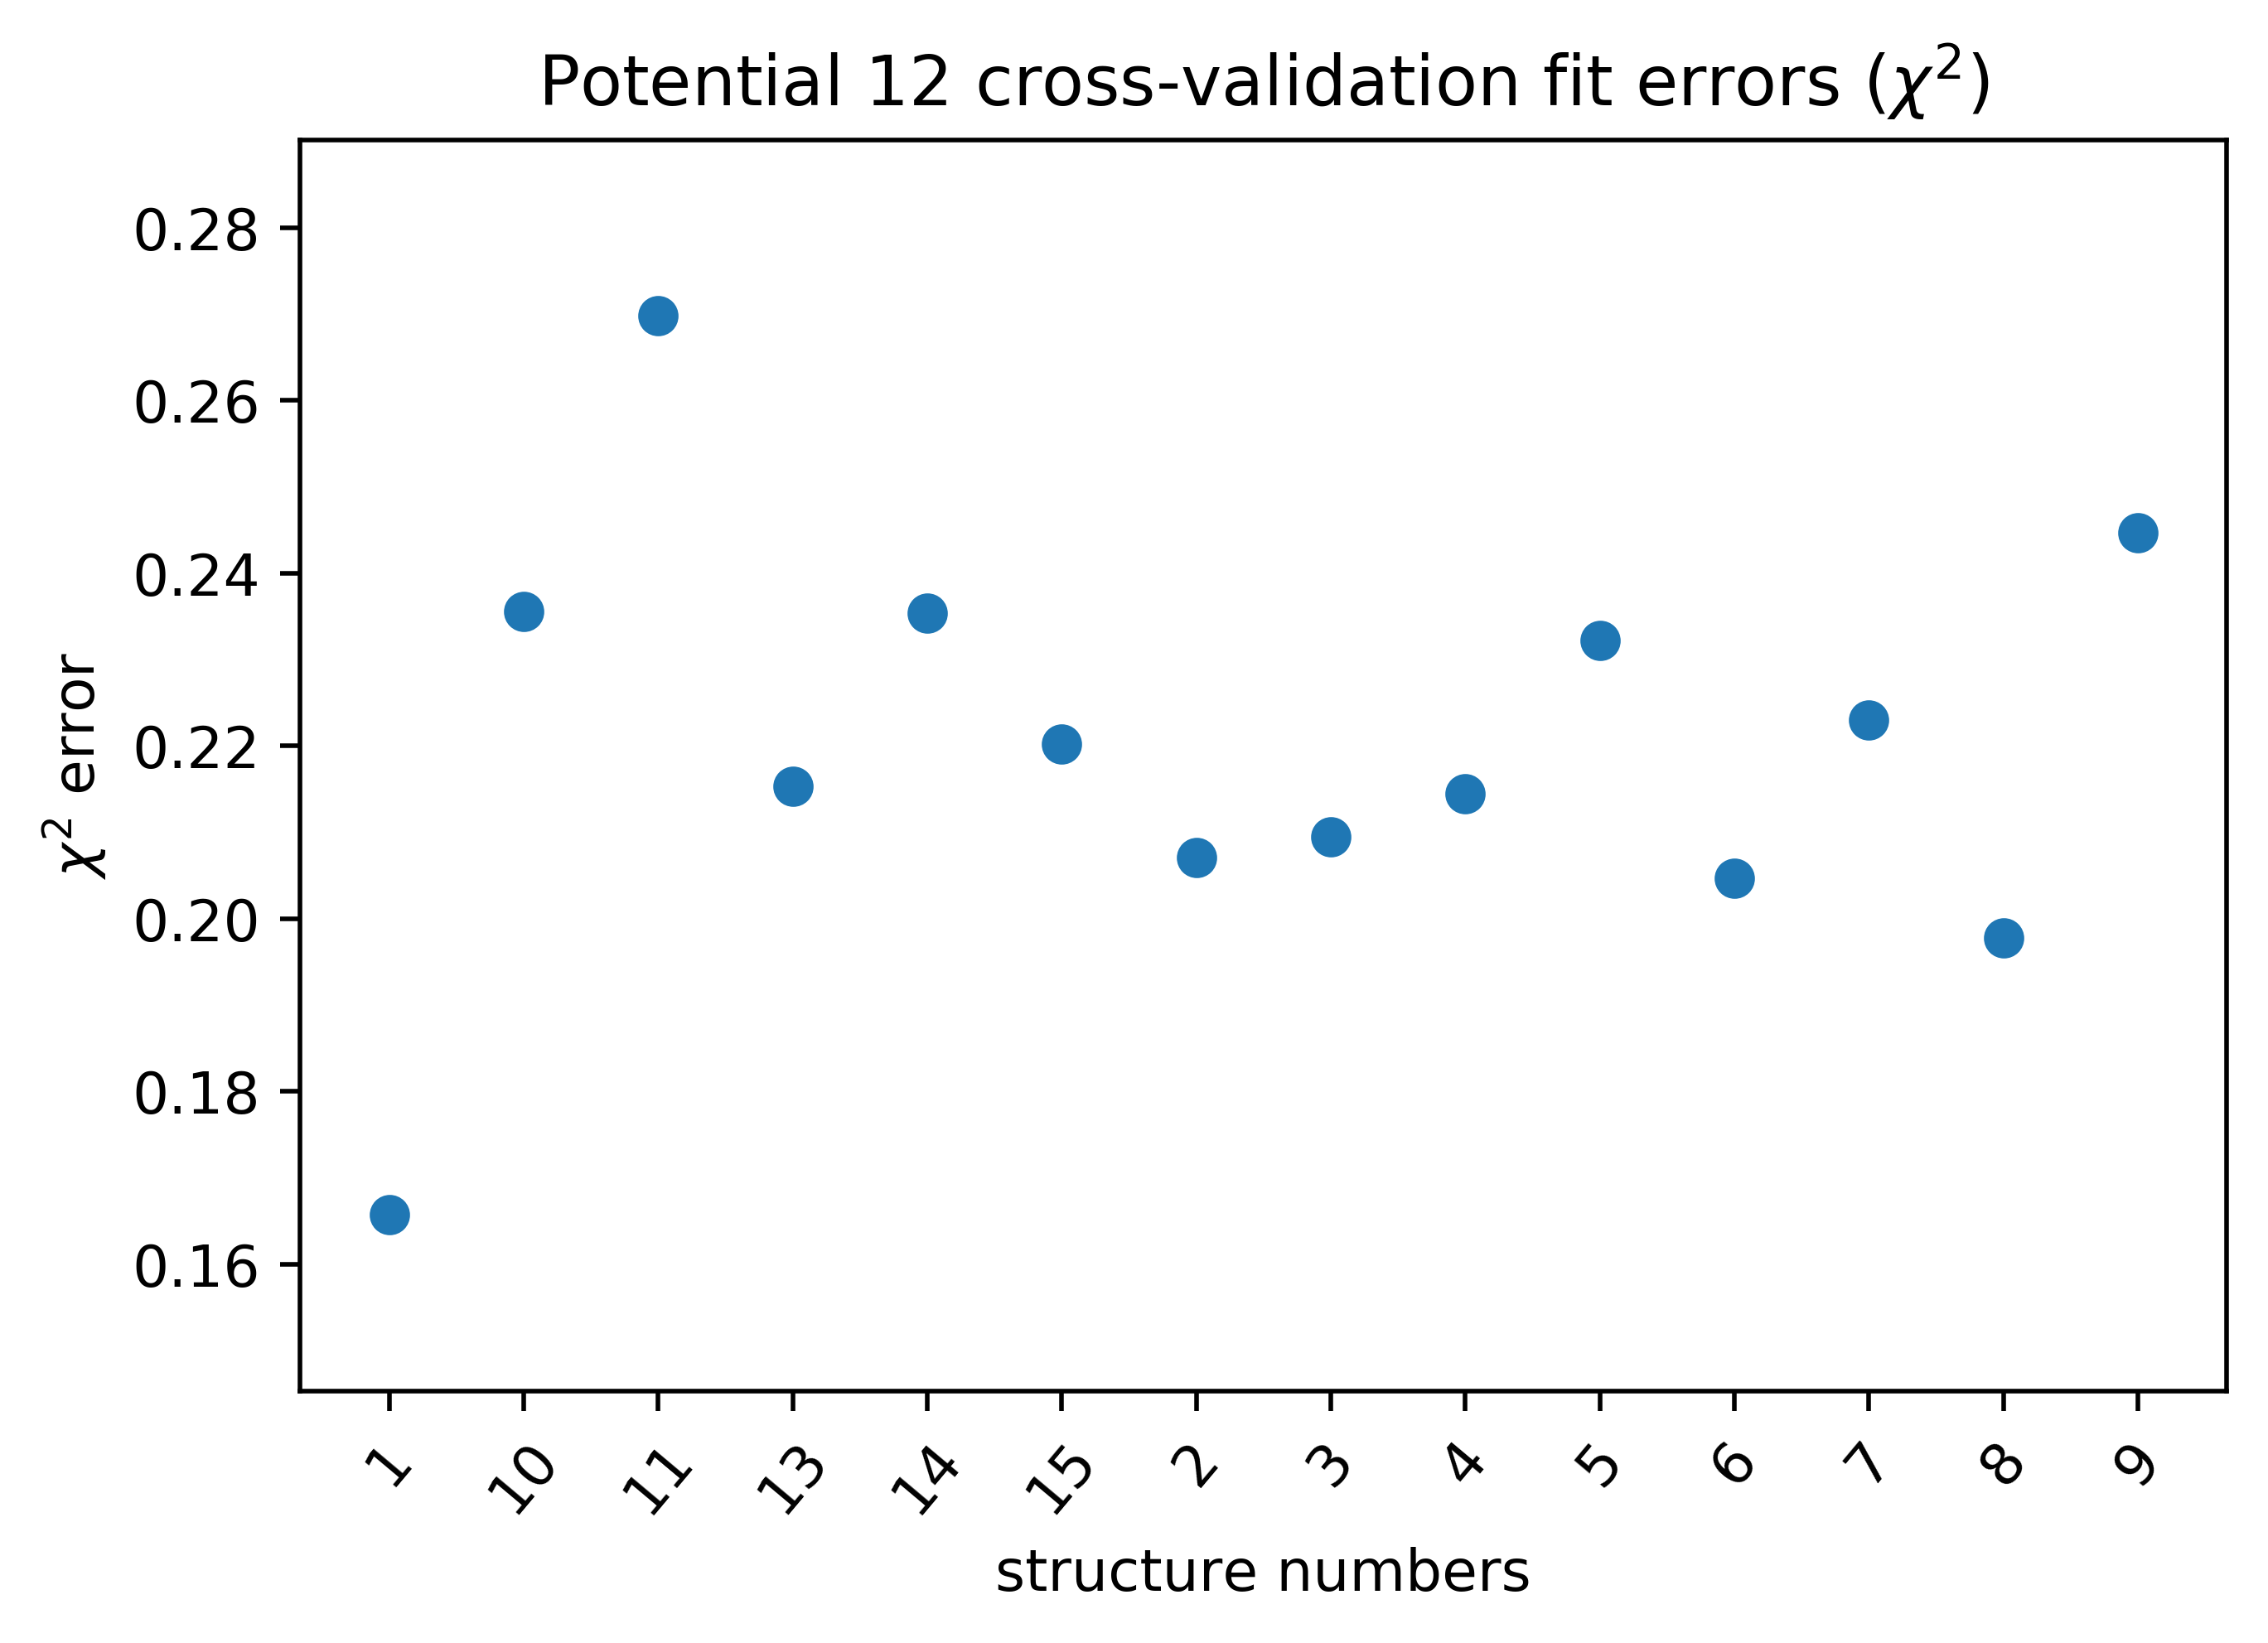 Potential 12 cross-validation fit errors (χ²)
0.28
0.26
0.24
0.22
0.20
0.18
0.16
χ² error
1 10 11 13 14 15 2 3 4 5 6 7 8 9
structure numbers